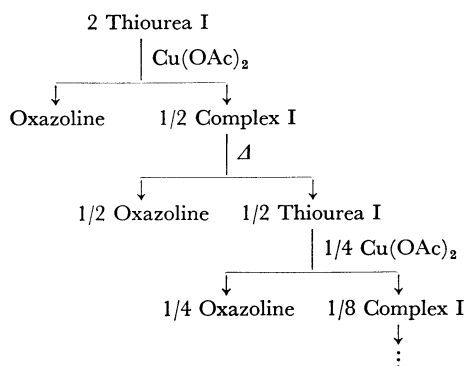 2 Thiourea I
Cu(OAc)₂
Oxazoline 1/2 Complex I
Δ
1/2 Oxazoline 1/2 Thiourea I
1/4 Cu(OAc)₂
1/4 Oxazoline 1/8 Complex I
⋮